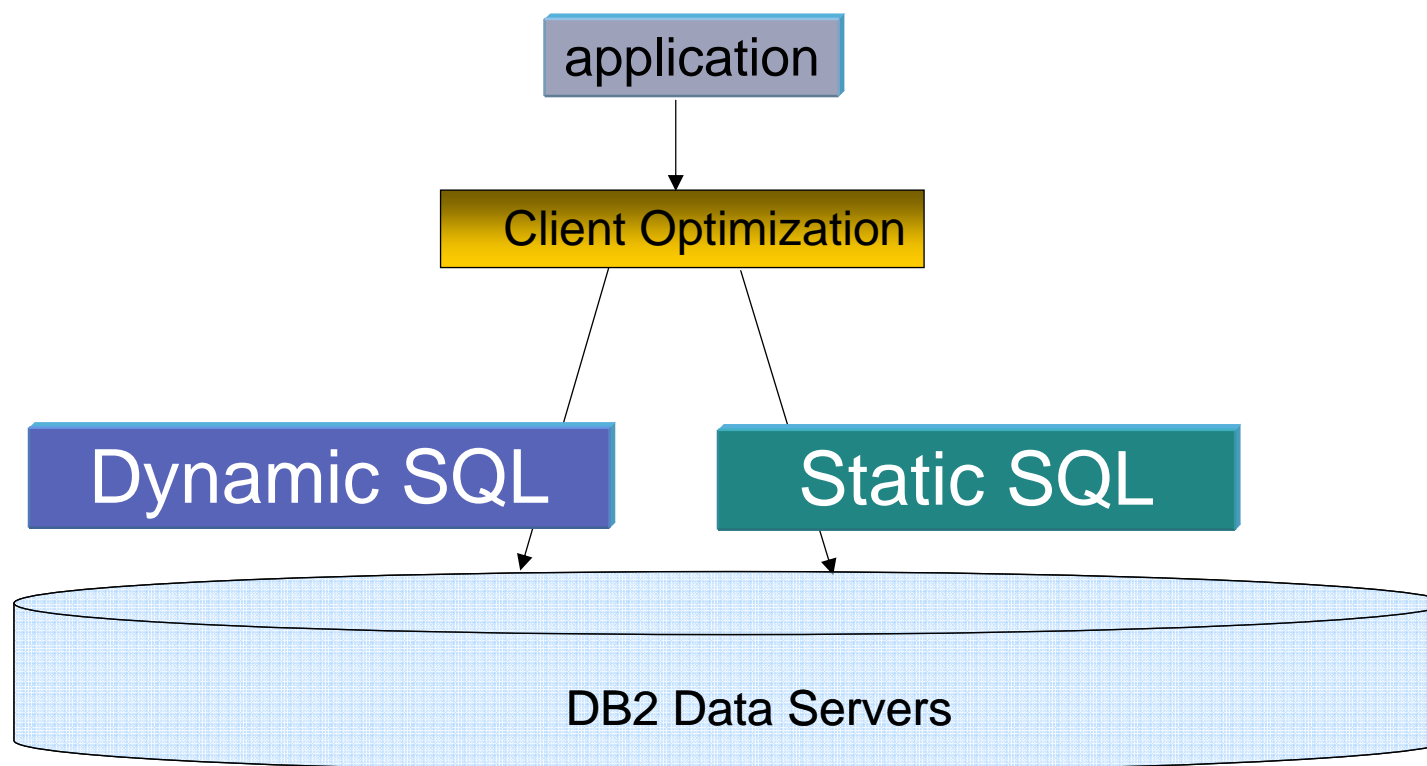 application
Client Optimization
Dynamic SQL
Static SQL
DB2 Data Servers